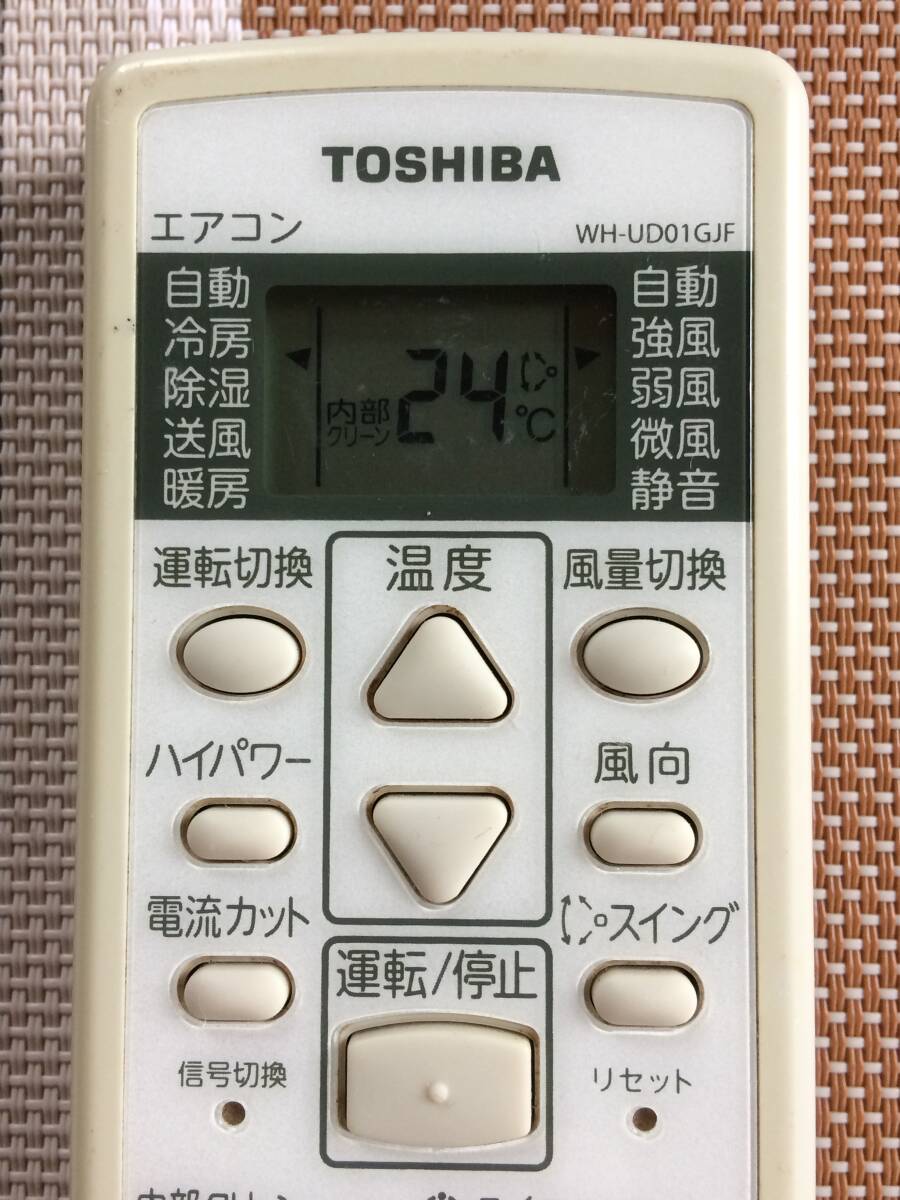 TOSHIBA
エアコン
WH-UD01GJF
自動
冷房
除湿
送風
暖房
内部
クリーン
24℃
自動
強風
弱風
微風
静音
運転切換
温度
風量切換
ハイパワー
風向
電流カット
スイング
運転/停止
信号切換
リセット